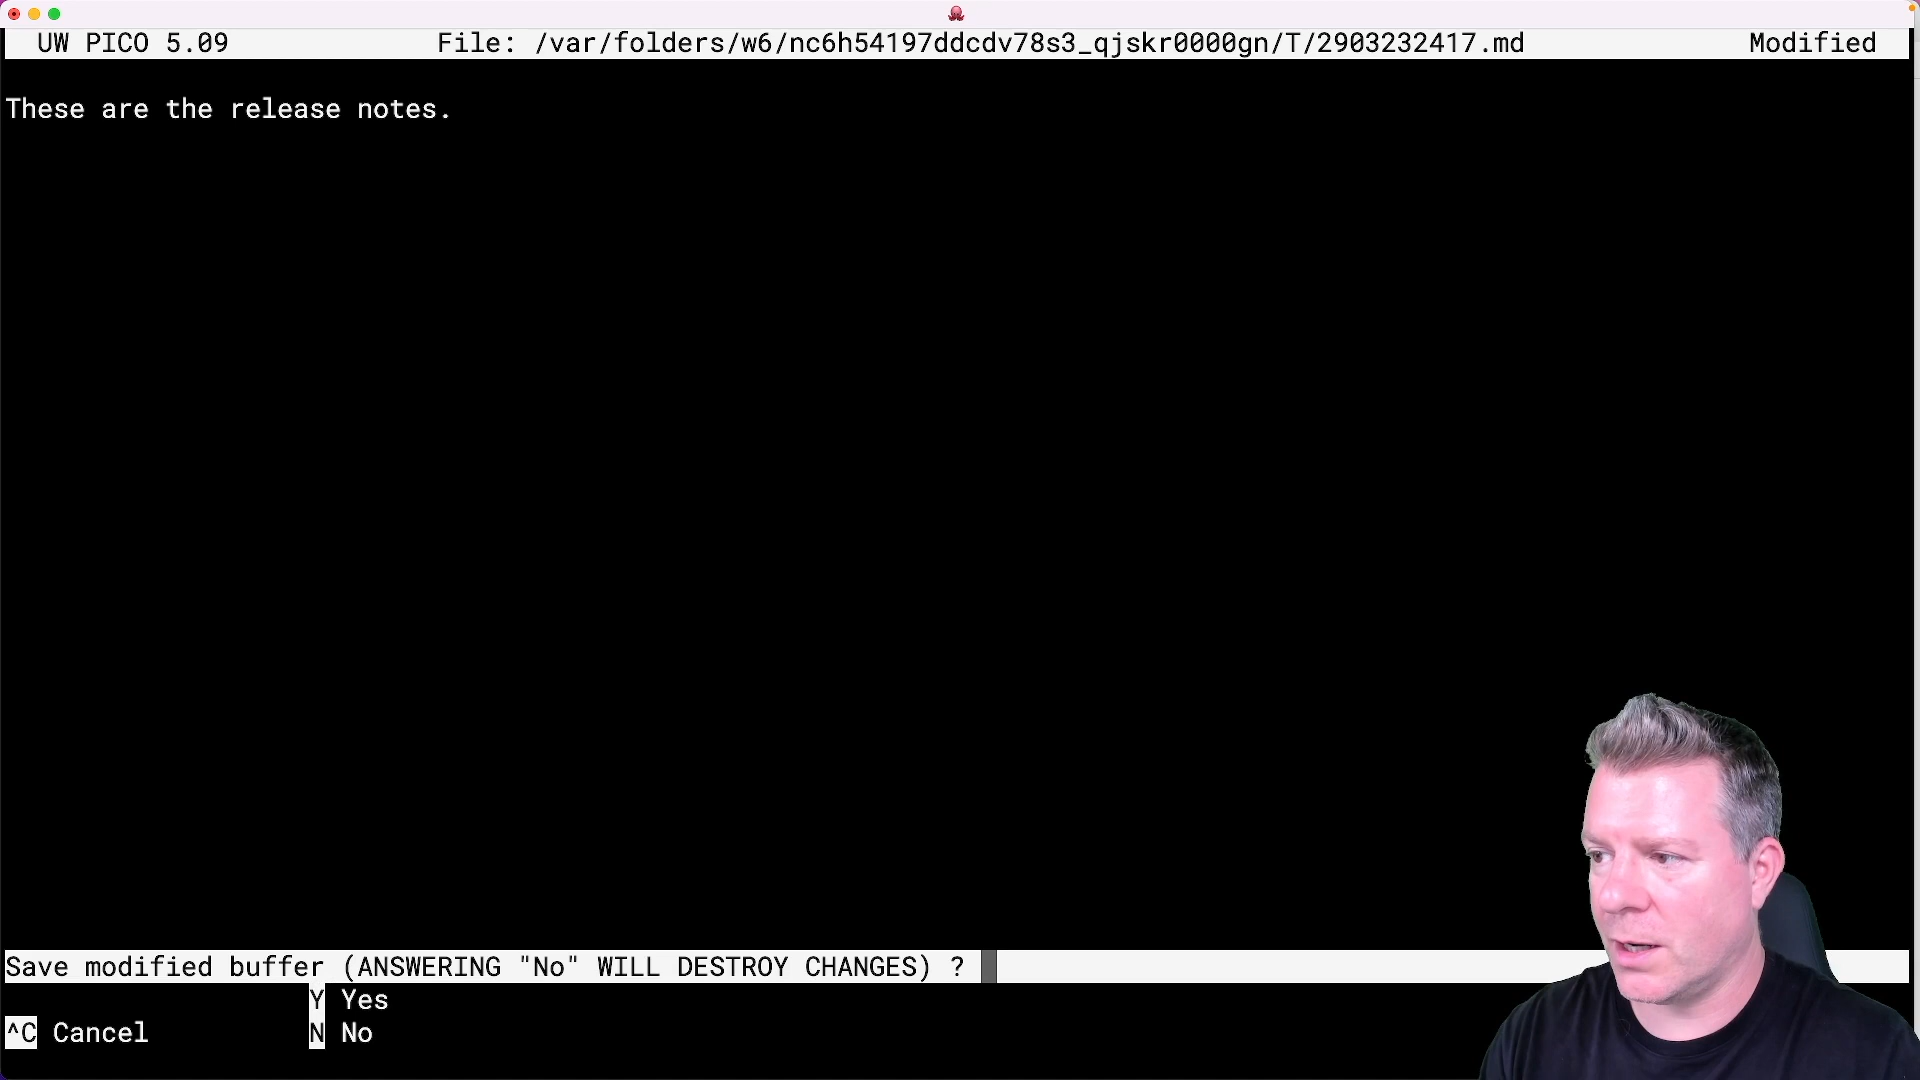 UW PICO 5.09 File: /var/folders/w6/nc6h54197ddcdv78s3_qjskr0000gn/T/2903232417.md Modified
These are the release notes.
Save modified buffer (ANSWERING "No" WILL DESTROY CHANGES) ?
Y Yes
^C Cancel N No